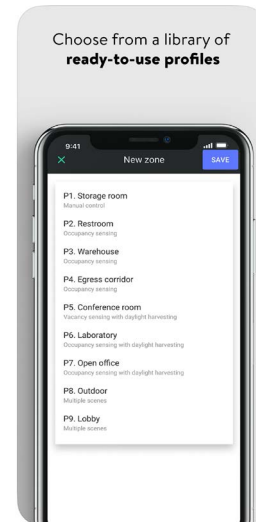 Choose from a library of
ready-to-use profiles
9:41
New zone
SAVE
P1. Storage room
Manual control
P2. Restroom
Occupancy sensing
P3. Warehouse
Occupancy sensing
P4. Egress corridor
Occupancy sensing
P5. Conference room
Vacancy sensing with daylight harvesting
P6. Laboratory
Occupancy sensing with daylight harvesting
P7. Open office
Occupancy sensing with daylight harvesting
P8. Outdoor
Multiple scenes
P9. Lobby
Multiple scenes